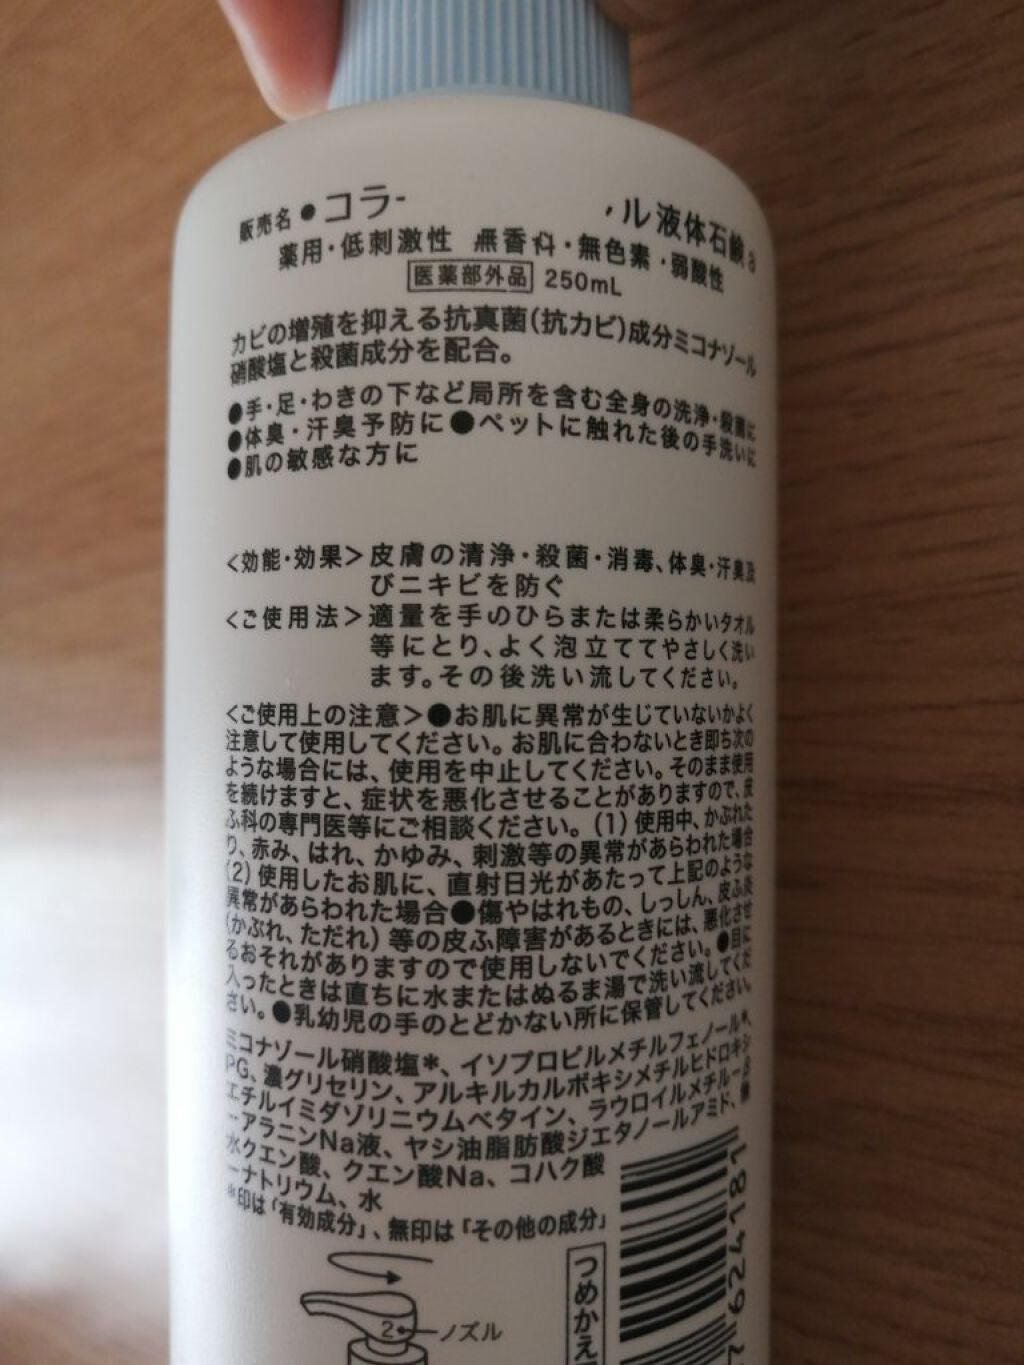 販売名●コラー ル液体石鹸a
薬用・低刺激性 無香料・無色素・弱酸性
医薬部外品 250mL
カビの増殖を抑える抗真菌(抗カビ)成分ミコナゾール
硝酸塩と殺菌成分を配合。
●手・足・わきの下など局所を含む全身の洗浄・殺菌に
●体臭・汗臭予防に●ペットに触れた後の手洗いに
●肌の敏感な方に
<効能・効果>皮膚の清浄・殺菌・消毒、体臭・汗臭及
びニキビを防ぐ
<ご使用法>適量を手のひらまたは柔らかいタオル
等にとり、よく泡立ててやさしく洗い
ます。その後洗い流してください。
<ご使用上の注意>●お肌に異常が生じていないかよく
注意して使用してください。お肌に合わないとき即ち次の
ような場合には、使用を中止してください。そのまま使用
を続けますと、症状を悪化させることがありますので、皮
ふ科の専門医等にご相談ください。(1)使用中、かぶれた
り、赤み、はれ、かゆみ、刺激等の異常があらわれた場合
(2)使用したお肌に、直射日光があたって上記のような
異常があらわれた場合●傷やはれもの、しっしん、皮ふ炎
(かぶれ、ただれ)等の皮ふ障害があるときには、悪化させ
るおそれがありますので使用しないでください。●目に
入ったときは直ちに水またはぬるま湯で洗い流してくだ
さい。●乳幼児の手のとどかない所に保管してください。
ミコナゾール硝酸塩*、イソプロピルメチルフェノール*、
PG、濃グリセリン、アルキルカルボキシメチルヒドロキシ
エチルイミダゾリニウムベタイン、ラウロイルメチル-β
-アラニンNa液、ヤシ油脂肪酸ジエタノールアミド、無
水クエン酸、クエン酸Na、コハク酸
ーナトリウム、水
*印は「有効成分」、無印は「その他の成分」
2 ノズル
つめかえ